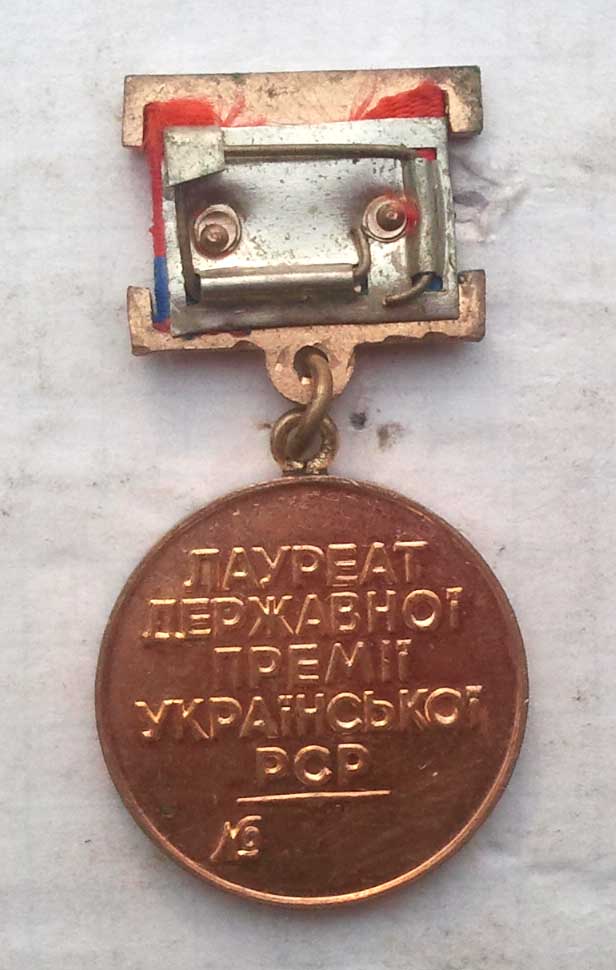 ЛАУРЕАТ
ДЕРЖАВНОЇ
ПРЕМІЇ
УКРАЇНСЬКОЇ
РСР
№